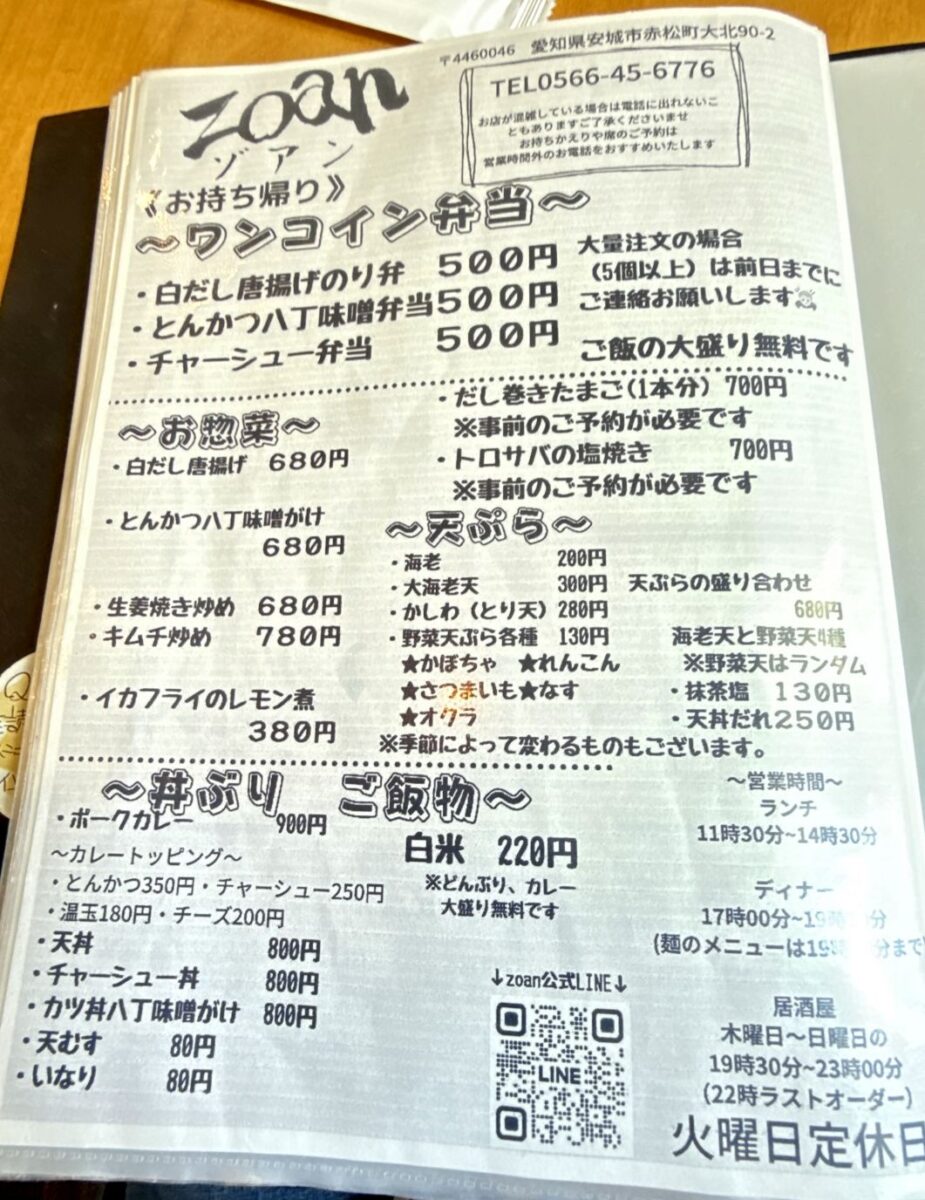 〒4460046　愛知県安城市赤松町大北90-2
zoan
ゾアン
TEL0566-45-6776
お店が混雑している場合は電話に出れないこ
ともありますご了承くださいませ
お持ちかえりや席のご予約は
営業時間外のお電話をおすすめいたします
《お持ち帰り》
～ワンコイン弁当～
・白だし唐揚げのり弁　500円
・とんかつ八丁味噌弁当500円
・チャーシュー弁当　500円
大量注文の場合
（5個以上）は前日までに
ご連絡お願いします
ご飯の大盛り無料です
～お惣菜～
・白だし唐揚げ　680円
・とんかつ八丁味噌がけ
680円
・生姜焼き炒め　680円
・キムチ炒め　780円
・イカフライのレモン煮
380円
・だし巻きたまご(1本分)　700円
※事前のご予約が必要です
・トロサバの塩焼き　700円
※事前のご予約が必要です
～天ぷら～
・海老　200円
・大海老天　300円
・かしわ（とり天）280円
・野菜天ぷら各種　130円
★かぼちゃ　★れんこん
★さつまいも★なす
★オクラ
※季節によって変わるものもございます。
天ぷらの盛り合わせ
680円
海老天と野菜天4種
※野菜天はランダム
・抹茶塩　130円
・天丼だれ250円
～丼ぶり　ご飯物～
・ポークカレー　900円
～カレートッピング～
・とんかつ350円・チャーシュー250円
・温玉180円・チーズ200円
・天丼　800円
・チャーシュー丼　800円
・カツ丼八丁味噌がけ　800円
・天むす　80円
・いなり　80円
白米　220円
※どんぶり、カレー
大盛り無料です
↓zoan公式LINE↓
LINE
～営業時間～
ランチ
11時30分~14時30分
ディナー
17時00分~19 分
(麺のメニューは19 分まで
居酒屋
木曜日～日曜日の
19時30分~23時00分
(22時ラストオーダー)
火曜日定休日